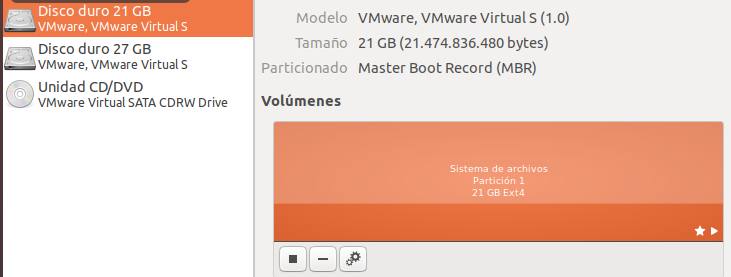 Disco duro 21 GB
VMware, VMware Virtual S
Disco duro 27 GB
VMware, VMware Virtual S
Unidad CD/DVD
VMware Virtual SATA CDRW Drive
Modelo VMware, VMware Virtual S (1.0)
Tamaño 21 GB (21.474.836.480 bytes)
Particionado Master Boot Record (MBR)
Volúmenes
Sistema de archivos
Partición 1
21 GB Ext4